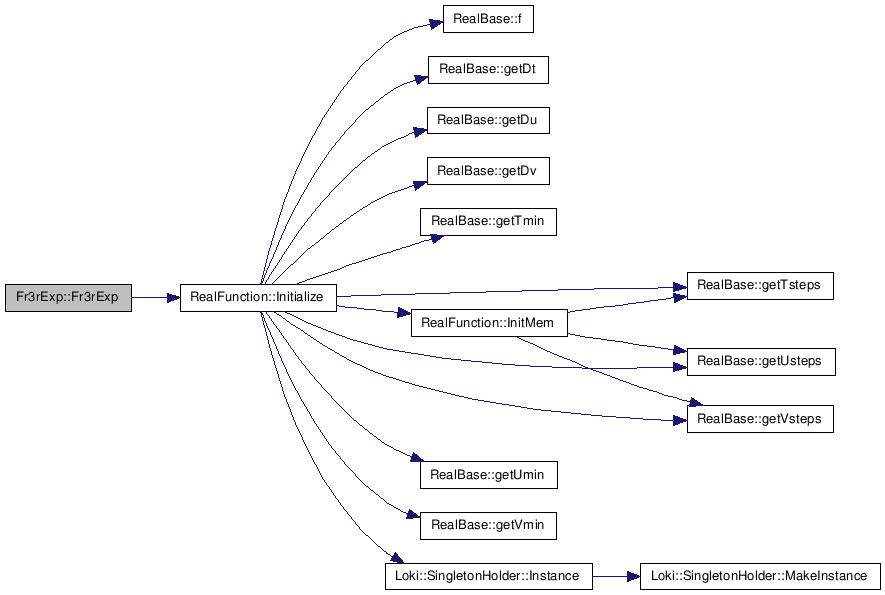 RealBase::f
RealBase::getDt
RealBase::getDu
RealBase::getDv
RealBase::getTmin
Fr3rExp::Fr3rExp
RealFunction::Initialize
RealBase::getTsteps
RealFunction::InitMem
RealBase::getUsteps
RealBase::getVsteps
RealBase::getUmin
RealBase::getVmin
Loki::SingletonHolder::Instance
Loki::SingletonHolder::MakeInstance